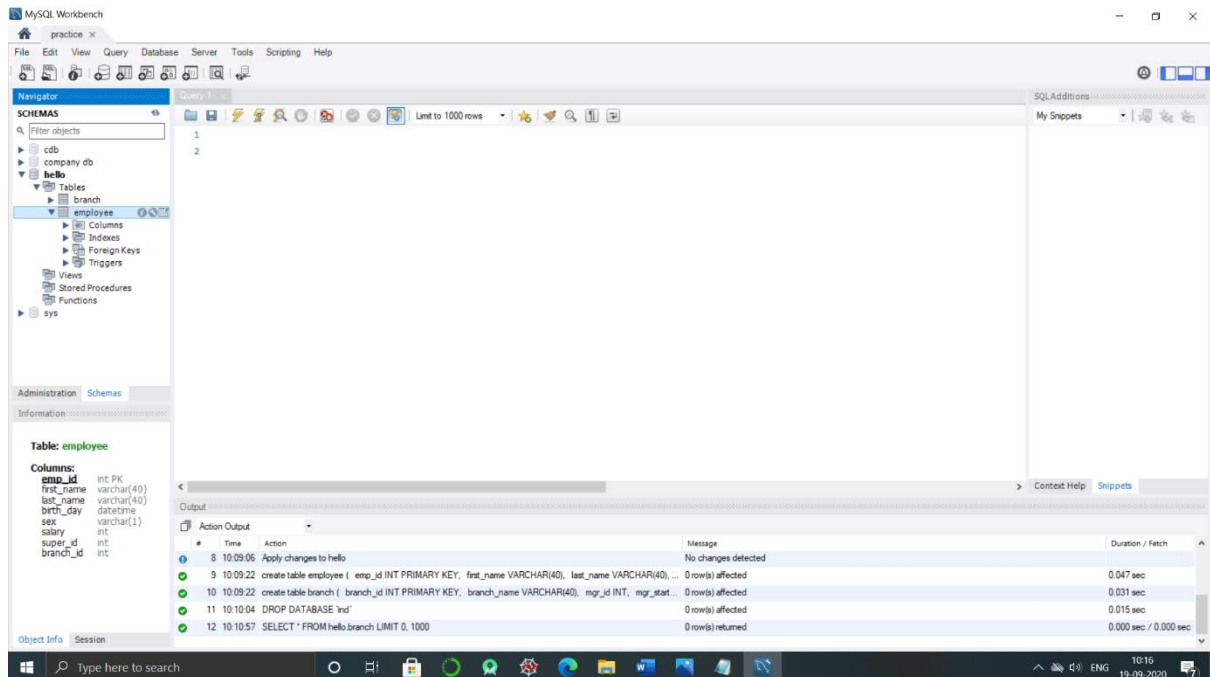 MySQL Workbench
practice ×
File Edit View Query Database Server Tools Scripting Help
Navigator
SCHEMAS
Filter objects
cdb
company db
hello
Tables
branch
employee
Columns
Indexes
Foreign Keys
Triggers
Views
Stored Procedures
Functions
sys
Administration Schemas
Information
Table: employee
Columns:
emp_id int PK
first_name varchar(40)
last_name varchar(40)
birth_day datetime
sex varchar(1)
salary int
super_id int
branch_id int
Object Info Session
Query 1
Limit to 1000 rows
1
2
SQLAdditions
My Snippets
Context Help Snippets
Output
Action Output
# Time Action Message Duration / Fetch
8 10:09:06 Apply changes to hello No changes detected
9 10:09:22 create table employee ( emp_id INT PRIMARY KEY, first_name VARCHAR(40), last_name VARCHAR(40), ... 0 row(s) affected 0.047 sec
10 10:09:22 create table branch ( branch_id INT PRIMARY KEY, branch_name VARCHAR(40), mgr_id INT, mgr_start... 0 row(s) affected 0.031 sec
11 10:10:04 DROP DATABASE `ind` 0 row(s) affected 0.015 sec
12 10:10:57 SELECT * FROM hello.branch LIMIT 0, 1000 0 row(s) returned 0.000 sec / 0.000 sec
Type here to search
ENG
10:16
19-09-2020